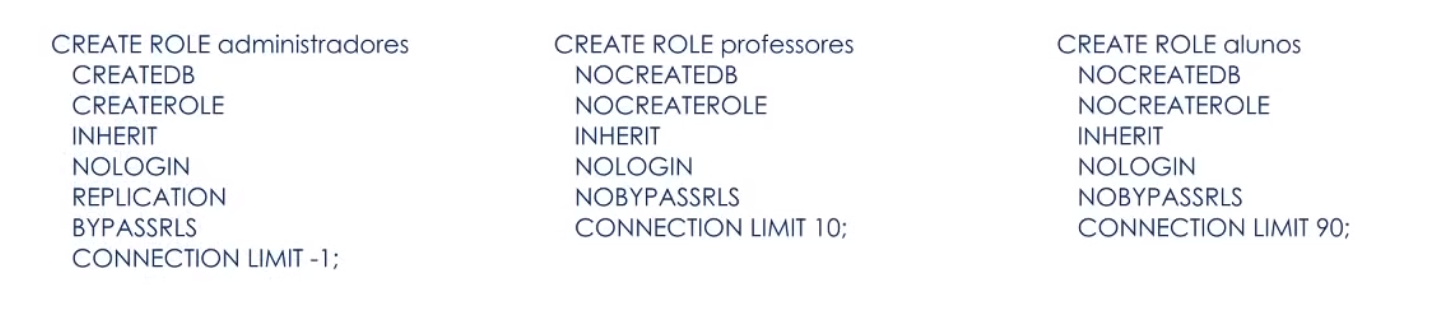 CREATE ROLE administradores
CREATEDB
CREATEROLE
INHERIT
NOLOGIN
REPLICATION
BYPASSRLS
CONNECTION LIMIT -1;
CREATE ROLE professores
NOCREATEDB
NOCREATEROLE
INHERIT
NOLOGIN
NOBYPASSRLS
CONNECTION LIMIT 10;
CREATE ROLE alunos
NOCREATEDB
NOCREATEROLE
INHERIT
NOLOGIN
NOBYPASSRLS
CONNECTION LIMIT 90;